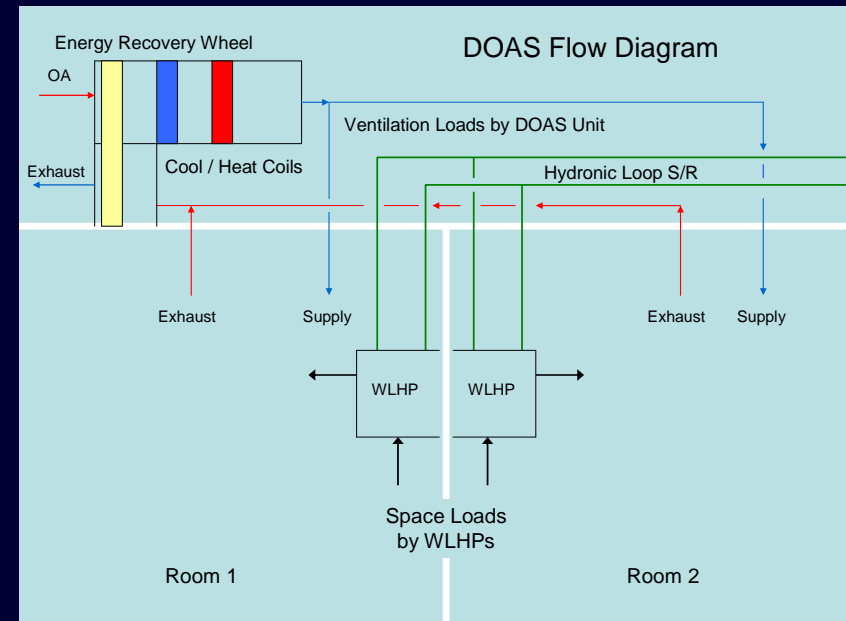 Energy Recovery Wheel
DOAS Flow Diagram
OA
Ventilation Loads by DOAS Unit
Exhaust
Cool / Heat Coils
Hydronic Loop S/R
Exhaust
Supply
Exhaust
Supply
WLHP
WLHP
Space Loads
by WLHPs
Room 1
Room 2